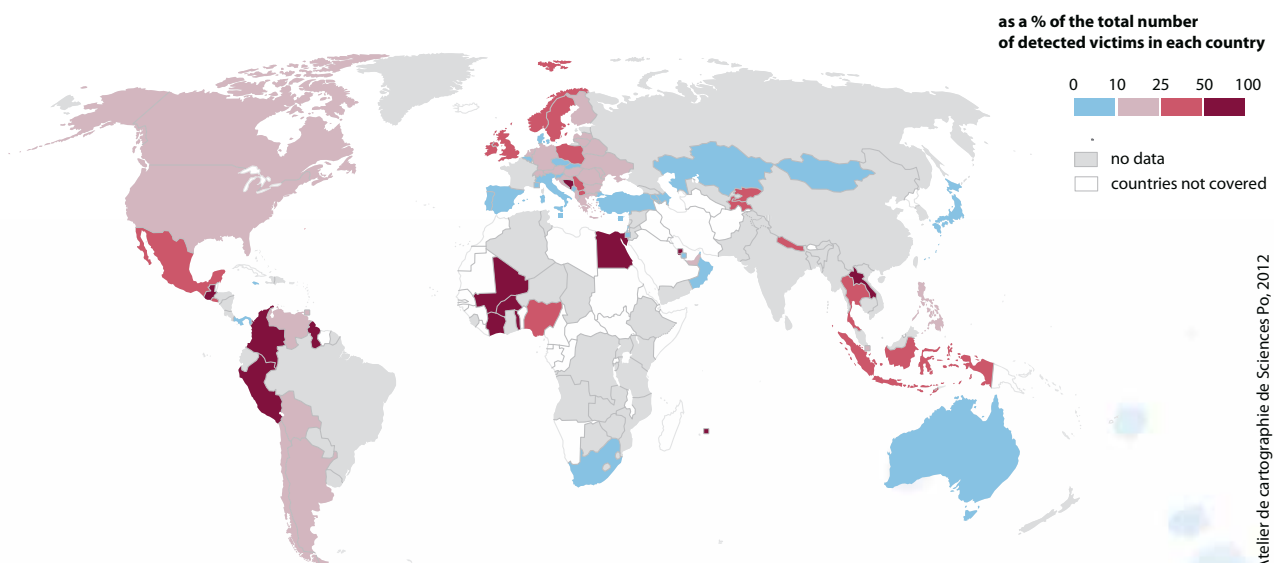 as a % of the total number
of detected victims in each country
0 10 25 50 100
no data
countries not covered
Atelier de cartographie de Sciences Po, 2012